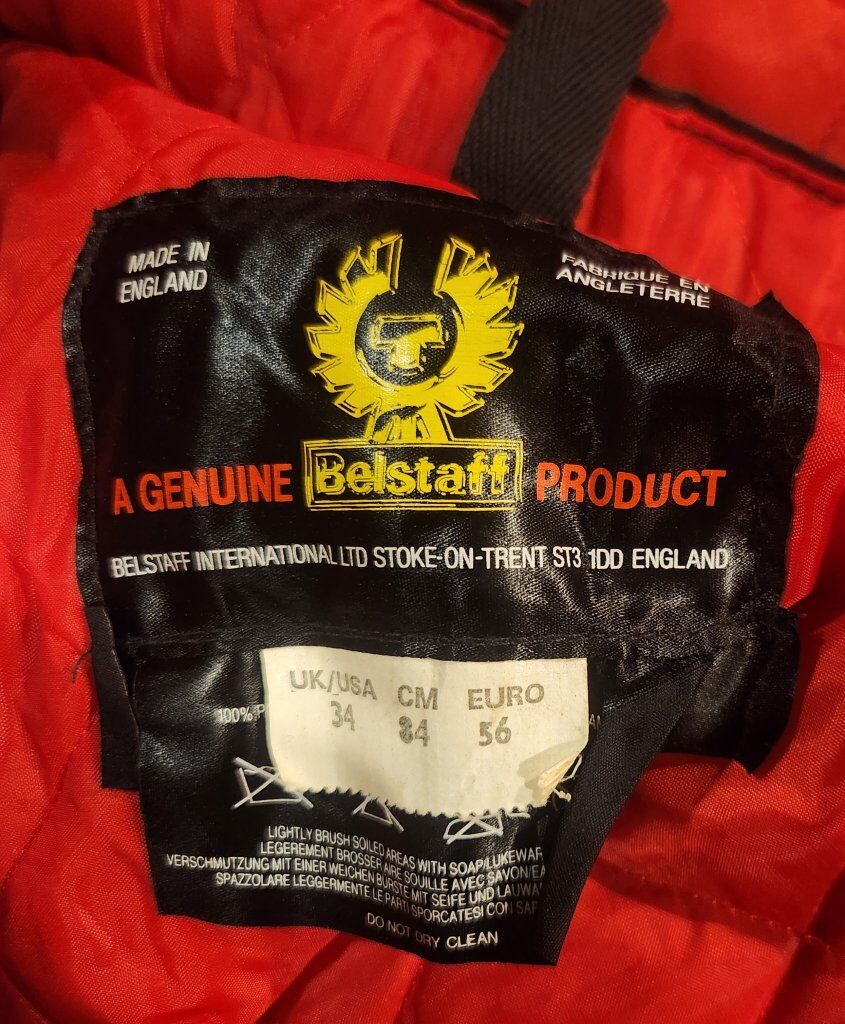 MADE IN
ENGLAND
FABRIQUE EN
ANGLETERRE
A GENUINE Belstaff PRODUCT
BELSTAFF INTERNATIONAL LTD STOKE-ON-TRENT ST3 1DD ENGLAND
UK/USA CM EURO
34 84 56
100% P
LIGHTLY BRUSH SOILED AREAS WITH SOAP/LUKEWAR
LEGEREMENT BROSSER AIRE SOUILLE AVEC SAVON/EA
VERSCHMUTZUNG MIT EINER WEICHEN BURSTE MIT SEIFE UND LAUWA
SPAZZOLARE LEGGERMENTE LE PARTI SPORCATESI CON SAP
DO NOT DRY CLEAN